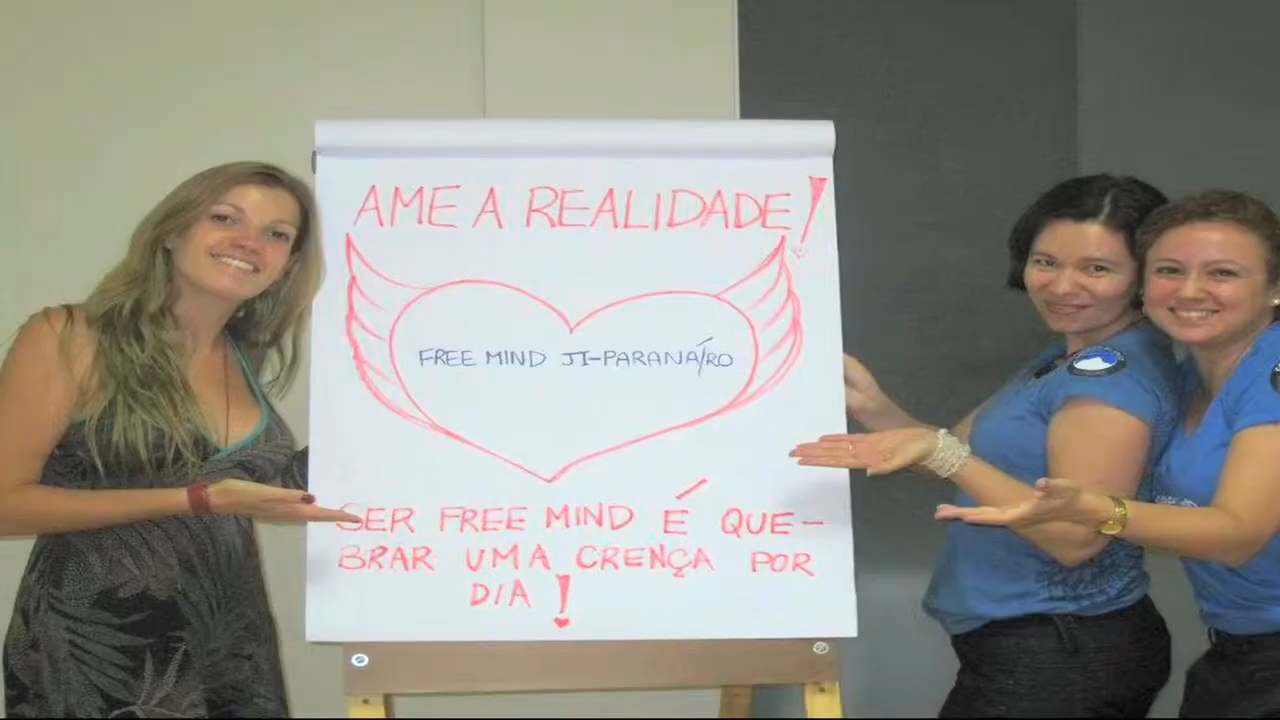 AME A REALIDADE!
FREE MIND JI-PARANÁ/RO
SER FREE MIND É QUE-
BRAR UMA CRENÇA POR
DIA!